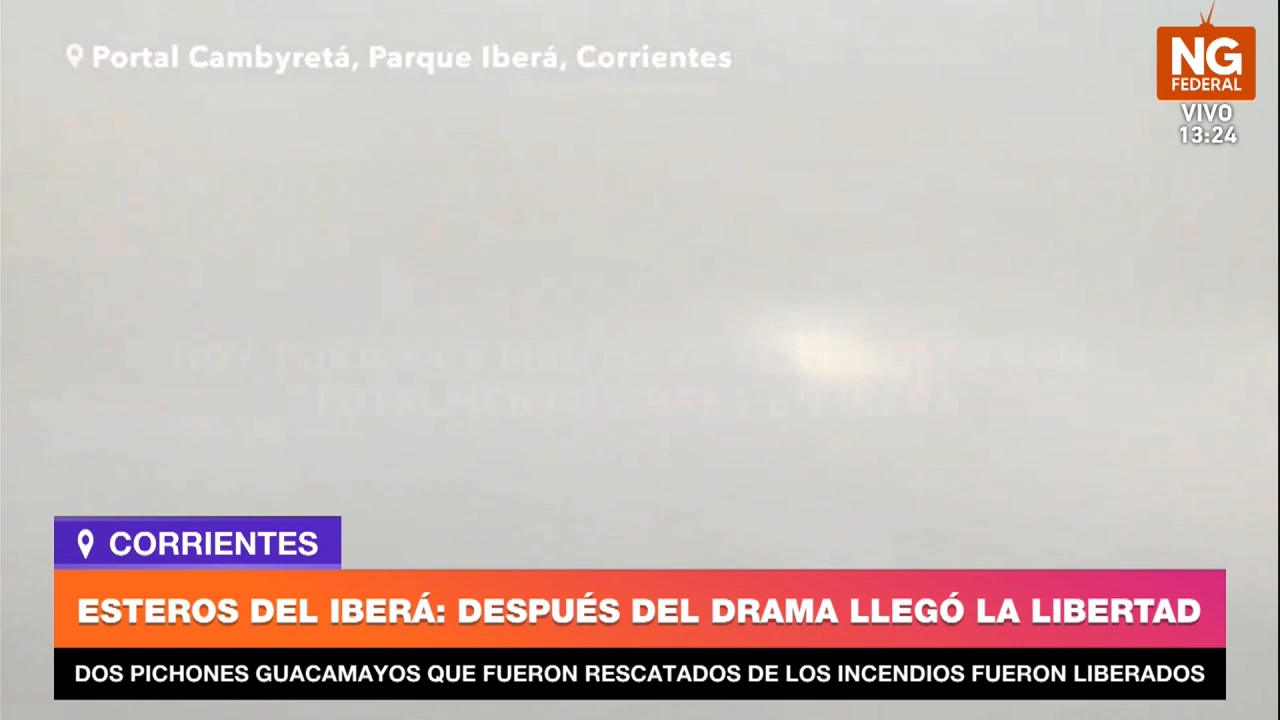 Portal Cambyretá, Parque Iberá, Corrientes
NG
FEDERAL
VIVO
13:24
TOTALMENTE
CORRIENTES
ESTEROS DEL IBERÁ: DESPUÉS DEL DRAMA LLEGÓ LA LIBERTAD
DOS PICHONES GUACAMAYOS QUE FUERON RESCATADOS DE LOS INCENDIOS FUERON LIBERADOS